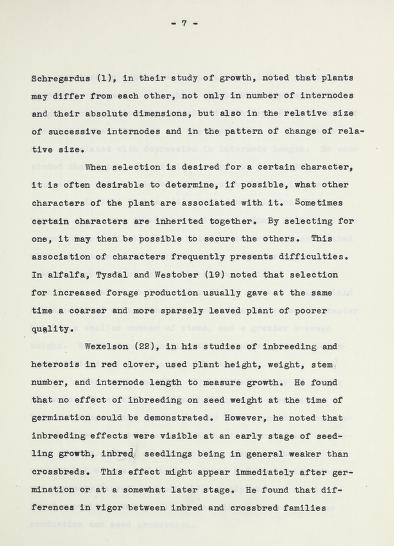 - 7 -
Schregardus (1), in their study of growth, noted that plants
may differ from each other, not only in number of internodes
and their absolute dimensions, but also in the relative size
of successive internodes and in the pattern of change of rela-
tive size.
When selection is desired for a certain character,
it is often desirable to determine, if possible, what other
characters of the plant are associated with it. Sometimes
certain characters are inherited together. By selecting for
one, it may then be possible to secure the others. This
association of characters frequently presents difficulties.
In alfalfa, Tysdal and Westober (19) noted that selection
for increased forage production usually gave at the same
time a coarser and more sparsely leaved plant of poorer
quality.
Wexelson (22), in his studies of inbreeding and
heterosis in red clover, used plant height, weight, stem
number, and internode length to measure growth. He found
that no effect of inbreeding on seed weight at the time of
germination could be demonstrated. However, he noted that
inbreeding effects were visible at an early stage of seed-
ling growth, inbred seedlings being in general weaker than
crossbreds. This effect might appear immediately after ger-
mination or at a somewhat later stage. He found that dif-
ferences in vigor between inbred and crossbred families